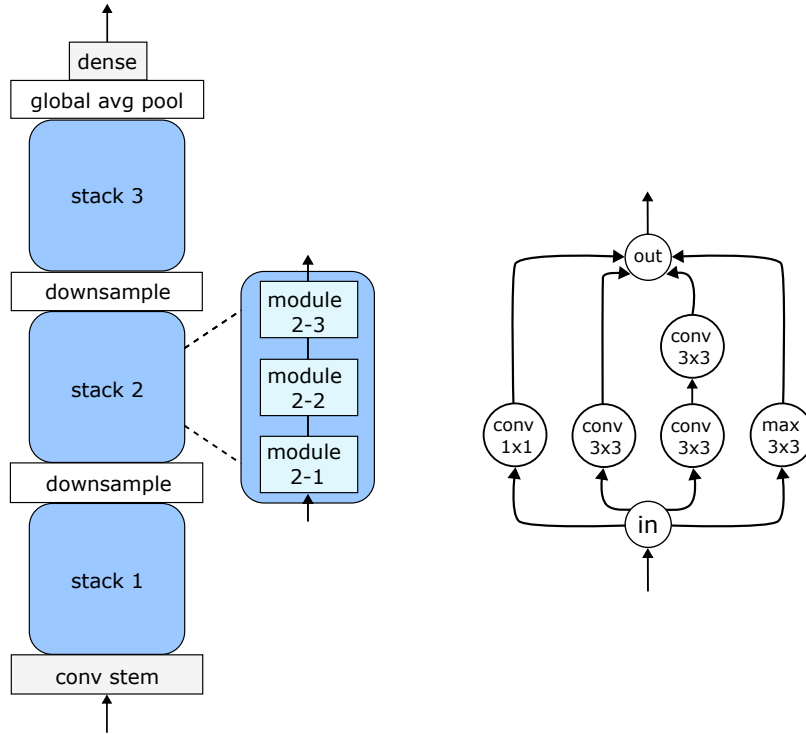 dense
global avg pool
stack 3
downsample
stack 2
downsample
stack 1
conv stem
module
2-3
module
2-2
module
2-1
out
conv
3x3
conv
1x1
conv
3x3
conv
3x3
max
3x3
in